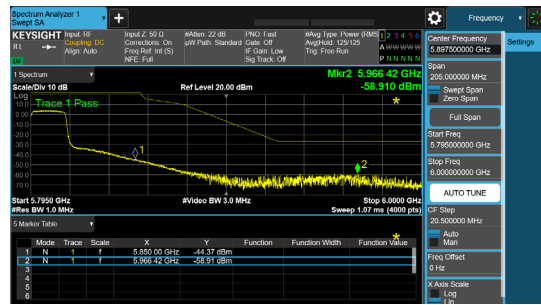 Spectrum Analyzer 1
Swept SA
+
Frequency
KEYSIGHT Input: RF Input Z: 50 Ω #Atten: 22 dB PNO: Fast #Avg Type: Power (RMS 1 2 3 4 5 6
R L Coupling: DC Corrections: On µW Path: Standard Gate: Off Avg|Hold: 125/125 A W W W W W
Align: Auto Freq Ref: Int (S) IF Gain: Low Trig: Free Run
NFE: Full Sig Track: Off P N N N N N
1 Spectrum Mkr2 5.966 42 GHz
Scale/Div 10 dB Ref Level 20.00 dBm -58.910 dBm
Log
10.0 Trace 1 Pass
0.00
1
2
Start 5.7950 GHz #Video BW 3.0 MHz Stop 6.0000 GHz
#Res BW 1.0 MHz Sweep 1.07 ms (4000 pts)
5 Marker Table
Mode Trace Scale X Y Function Function Width Function Value
1 N 1 f 5.850 00 GHz -44.37 dBm
2 N 1 f 5.966 42 GHz -58.91 dBm
3
4
5
6
Center Frequency
5.897500000 GHz
Settings
Span
205.000000 MHz
Swept Span
Zero Span
Full Span
Start Freq
5.795000000 GHz
Stop Freq
6.000000000 GHz
AUTO TUNE
CF Step
20.500000 MHz
Auto
Man
Freq Offset
0 Hz
X Axis Scale
Log
Lin